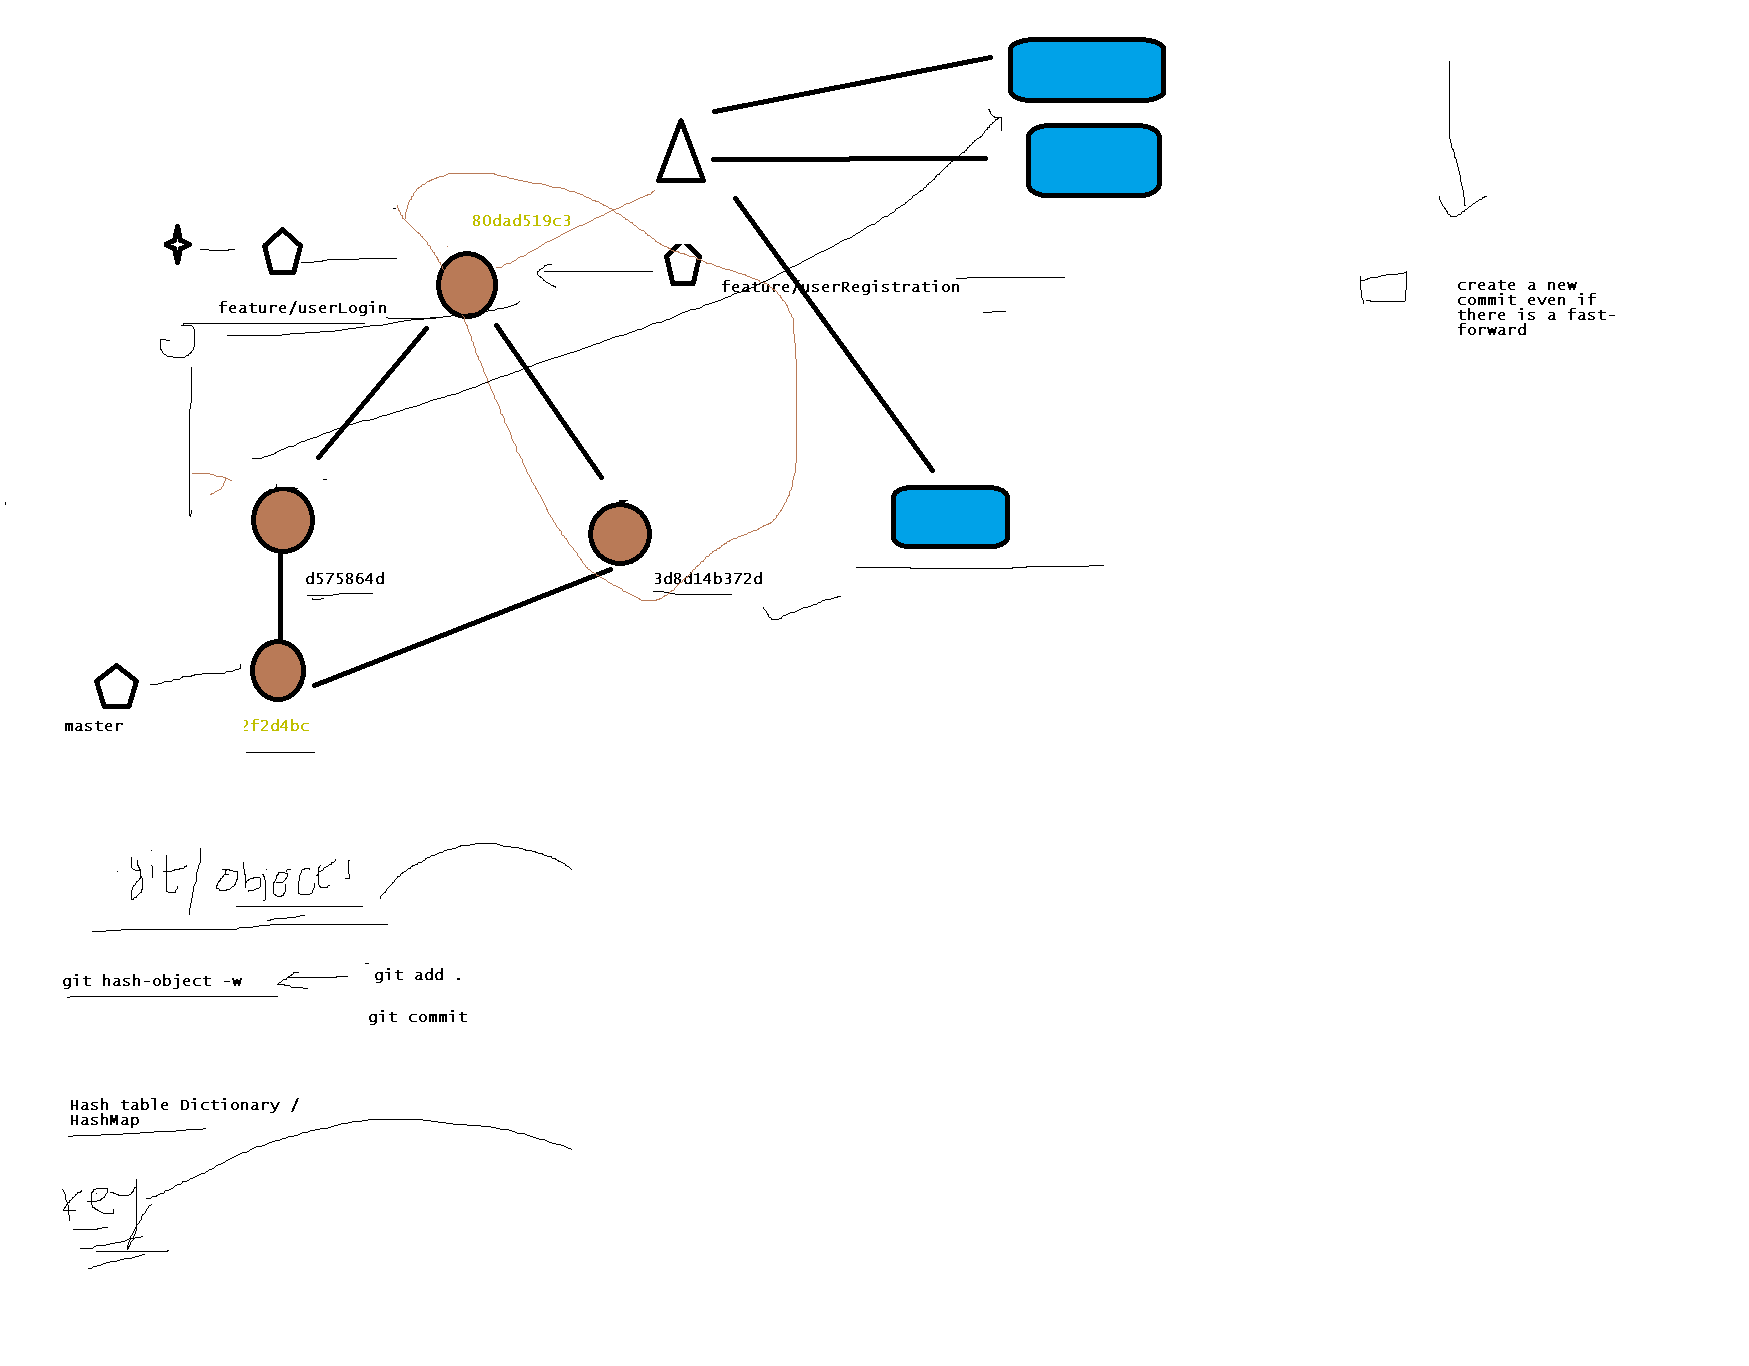 80dad519c3
feature/userLogin
feature/userRegistration
create a new
commit even if
there is a fast-
forward
d575864d
3d8d14b372d
master
2f2d4bc
git/objects
git hash-object -w
git add .
git commit
Hash table Dictionary /
HashMap
key